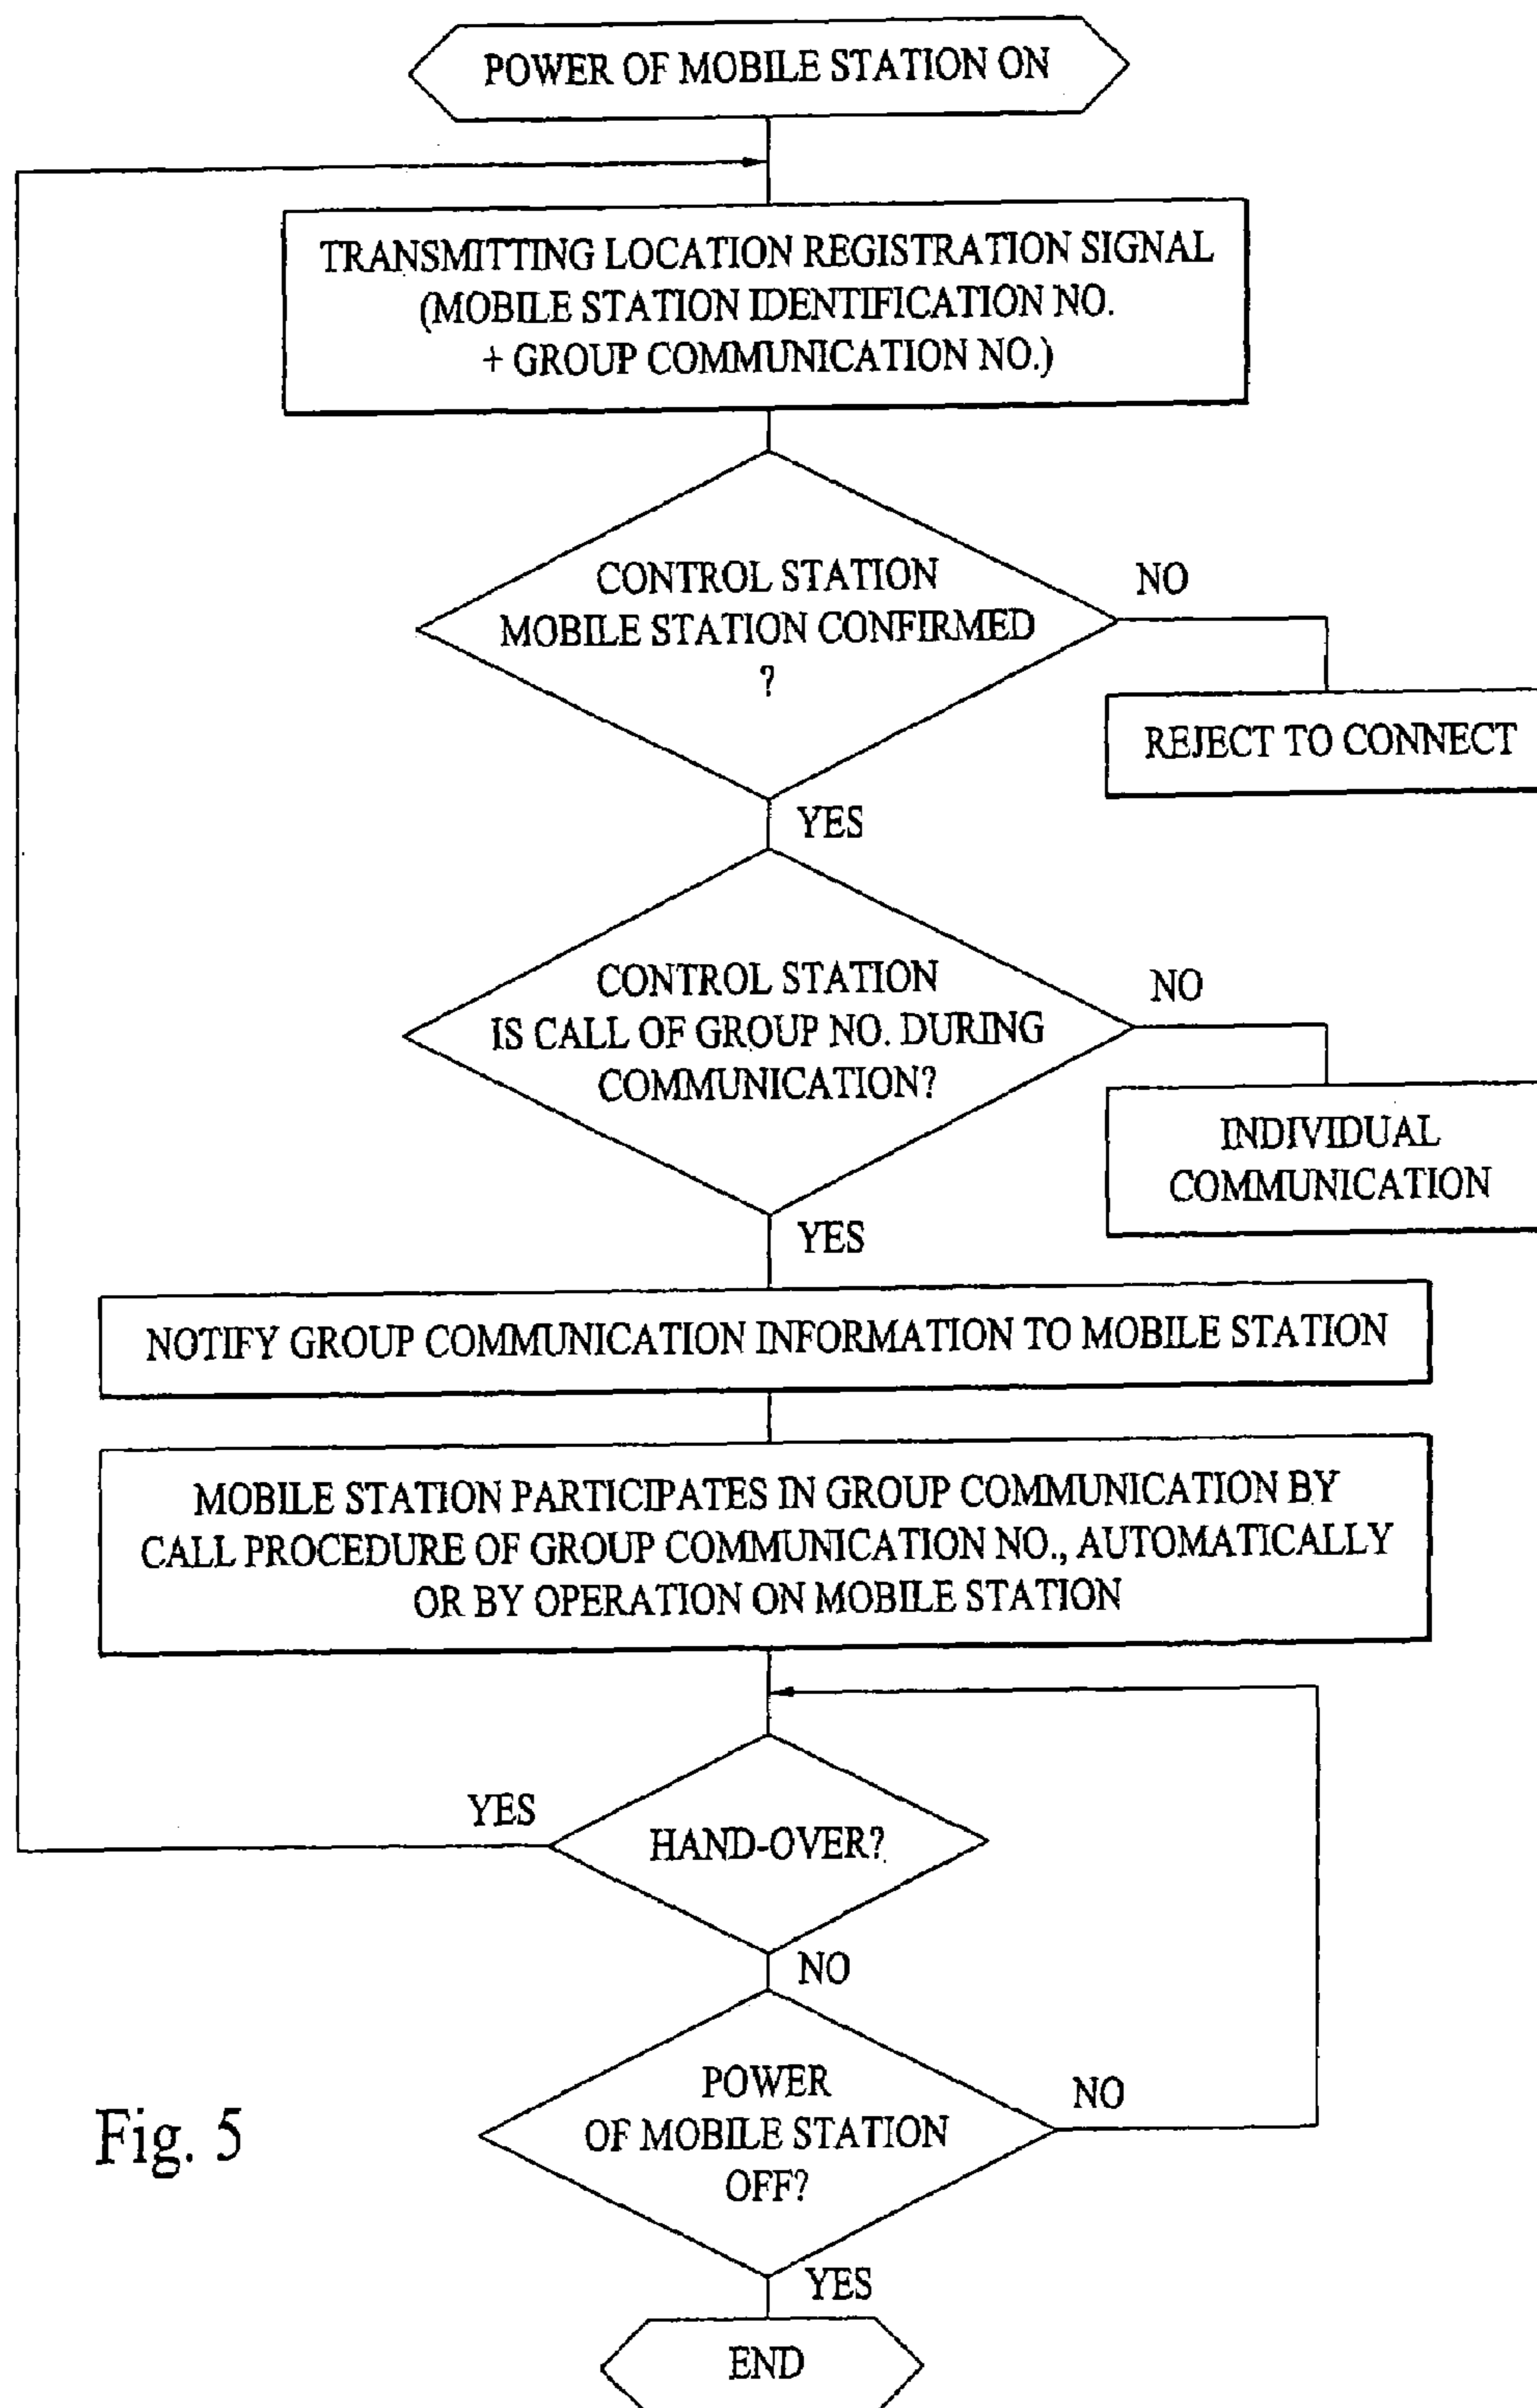 POWER OF MOBILE STATION ON
TRANSMITTING LOCATION REGISTRATION SIGNAL
(MOBILE STATION IDENTIFICATION NO.
+ GROUP COMMUNICATION NO.)
CONTROL STATION
MOBILE STATION CONFIRMED
?
NO
REJECT TO CONNECT
YES
CONTROL STATION
IS CALL OF GROUP NO. DURING
COMMUNICATION?
NO
INDIVIDUAL
COMMUNICATION
YES
NOTIFY GROUP COMMUNICATION INFORMATION TO MOBILE STATION
MOBILE STATION PARTICIPATES IN GROUP COMMUNICATION BY
CALL PROCEDURE OF GROUP COMMUNICATION NO., AUTOMATICALLY
OR BY OPERATION ON MOBILE STATION
YES
HAND-OVER?
NO
POWER
OF MOBILE STATION
OFF?
NO
Fig. 5
YES
END